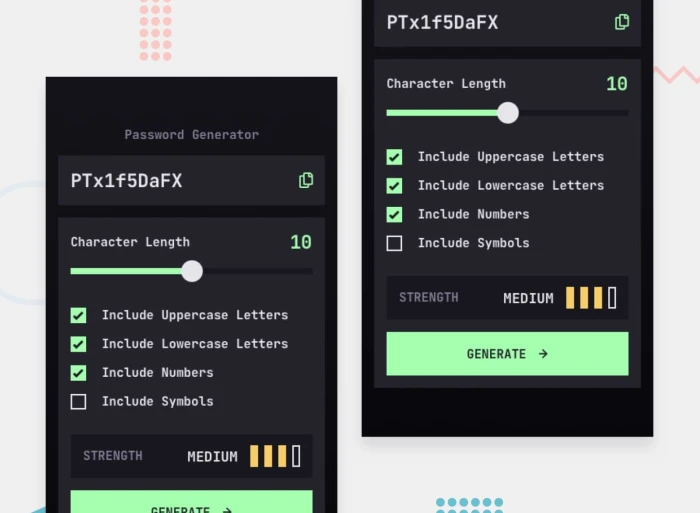 Password Generator
PTx1f5DaFX
Character Length 10
Include Uppercase Letters
Include Lowercase Letters
Include Numbers
Include Symbols
STRENGTH MEDIUM
GENERATE →
PTx1f5DaFX
Character Length 10
Include Uppercase Letters
Include Lowercase Letters
Include Numbers
Include Symbols
STRENGTH MEDIUM
GENERATE →